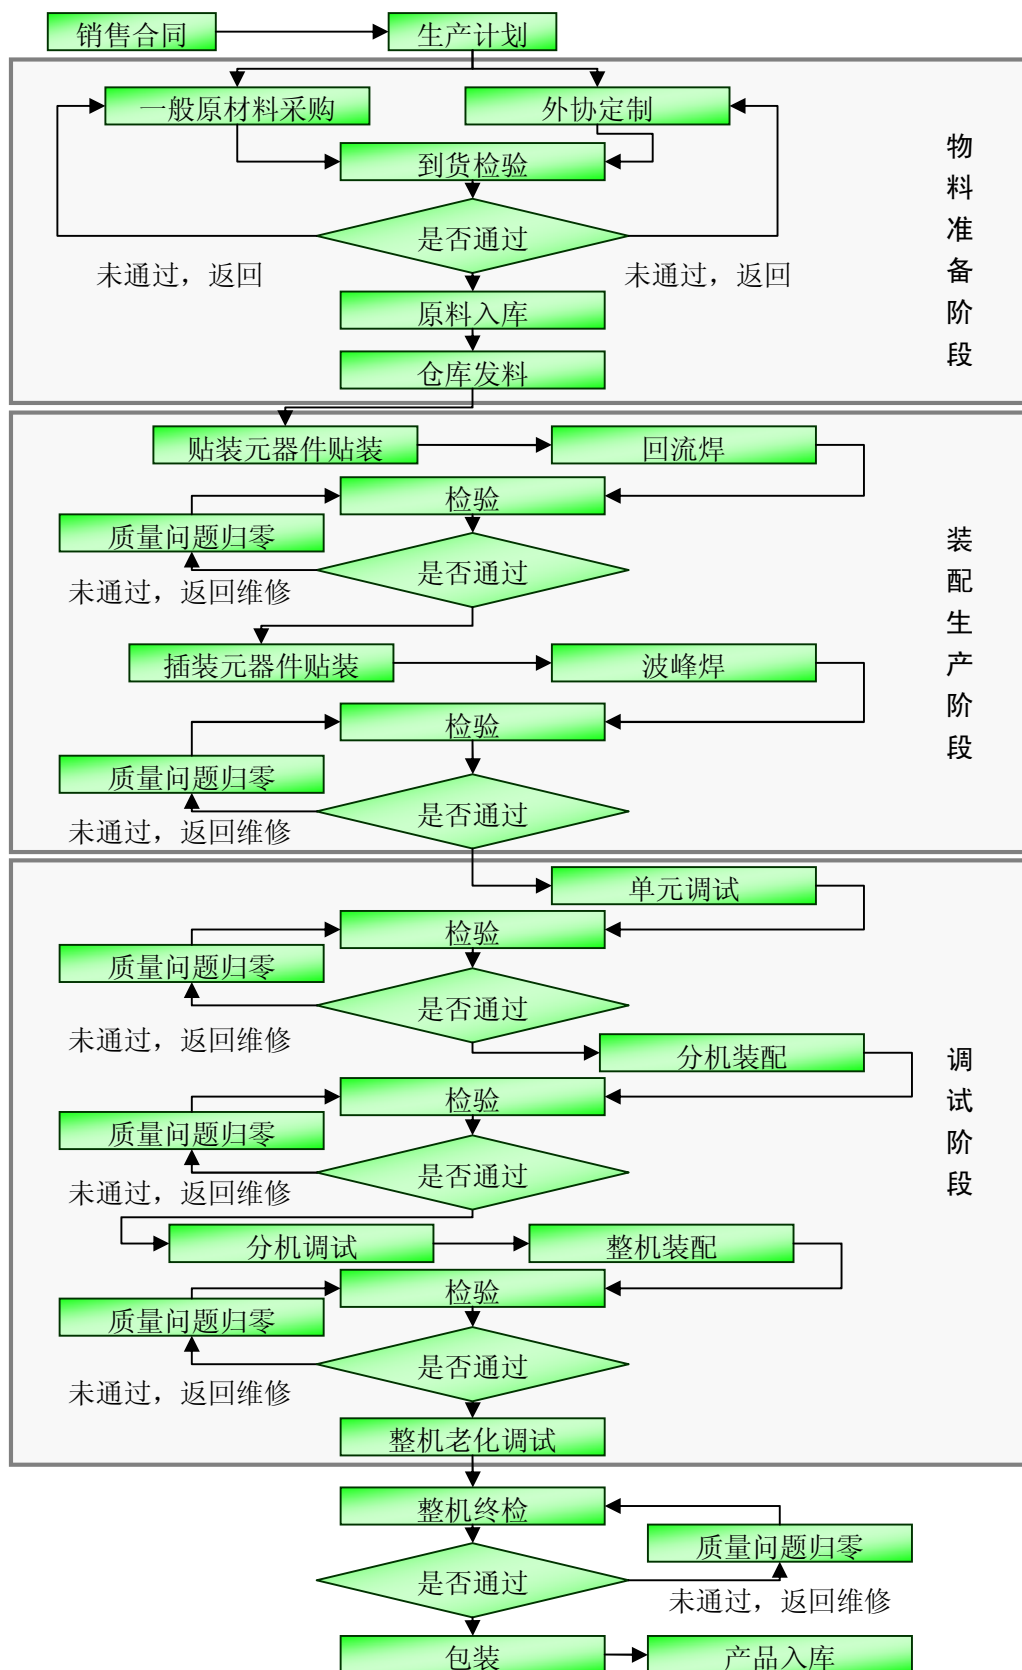 销售合同
生产计划
一般原材料采购
外协定制
到货检验
是否通过
未通过，返回
未通过，返回
原料入库
仓库发料
物料准备阶段
贴装元器件贴装
回流焊
检验
质量问题归零
是否通过
未通过，返回维修
插装元器件贴装
波峰焊
检验
质量问题归零
是否通过
未通过，返回维修
装配生产阶段
单元调试
检验
质量问题归零
是否通过
未通过，返回维修
分机装配
检验
质量问题归零
是否通过
未通过，返回维修
分机调试
整机装配
检验
质量问题归零
是否通过
未通过，返回维修
整机老化调试
调试阶段
整机终检
质量问题归零
是否通过
未通过，返回维修
包装
产品入库